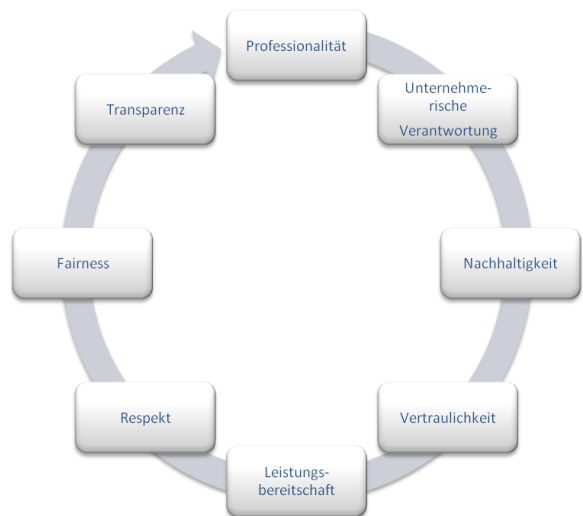 Professionalität
Unternehme-
rische
Verantwortung
Nachhaltigkeit
Vertraulichkeit
Leistungs-
bereitschaft
Respekt
Fairness
Transparenz